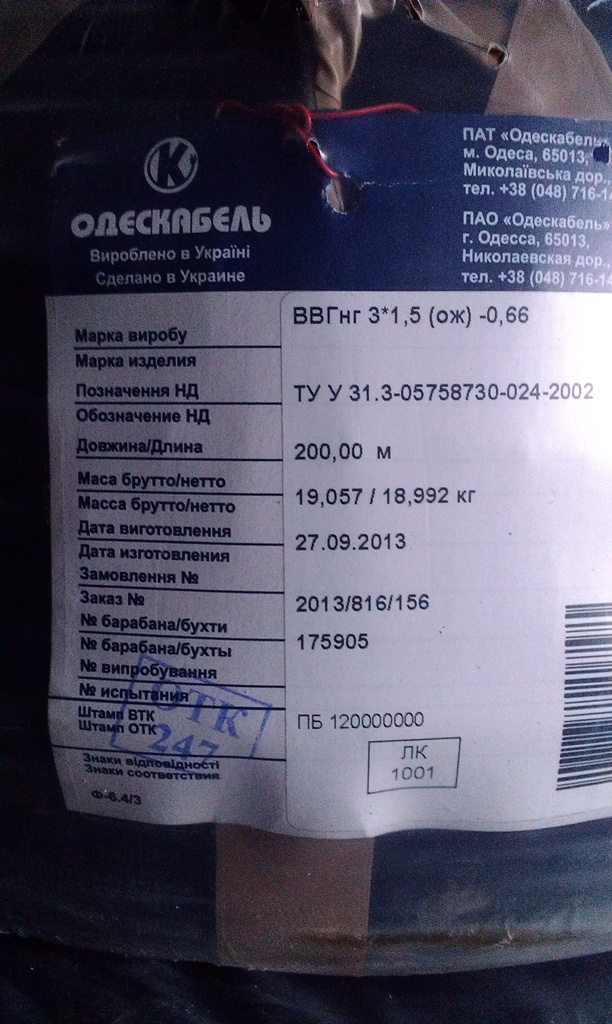 К
ОДЕСКАБЕЛЬ
Вироблено в Україні
Сделано в Украине
ПАТ «Одескабель»
м. Одеса, 65013,
Миколаївська дор.,
тел. +38 (048) 716-1
ПАО «Одескабель»
г. Одесса, 65013,
Николаевская дор.,
тел. +38 (048) 716-14
Марка виробу
Марка изделия
ВВГнг 3*1,5 (ож) -0,66
Позначення НД
Обозначение НД
ТУ У 31.3-05758730-024-2002
Довжина/Длина
200,00 м
Маса брутто/нетто
Масса брутто/нетто
19,057 / 18,992 кг
Дата виготовлення
Дата изготовления
27.09.2013
Замовлення №
Заказ №
2013/816/156
№ барабана/бухти
№ барабана/бухты
175905
№ випробування
№ испытания
Штамп ВТК
Штамп ОТК
ОТК
247
ПБ 120000000
Знаки відповідності
Знаки соответствия
ЛК
1001
Ф-6.4/3